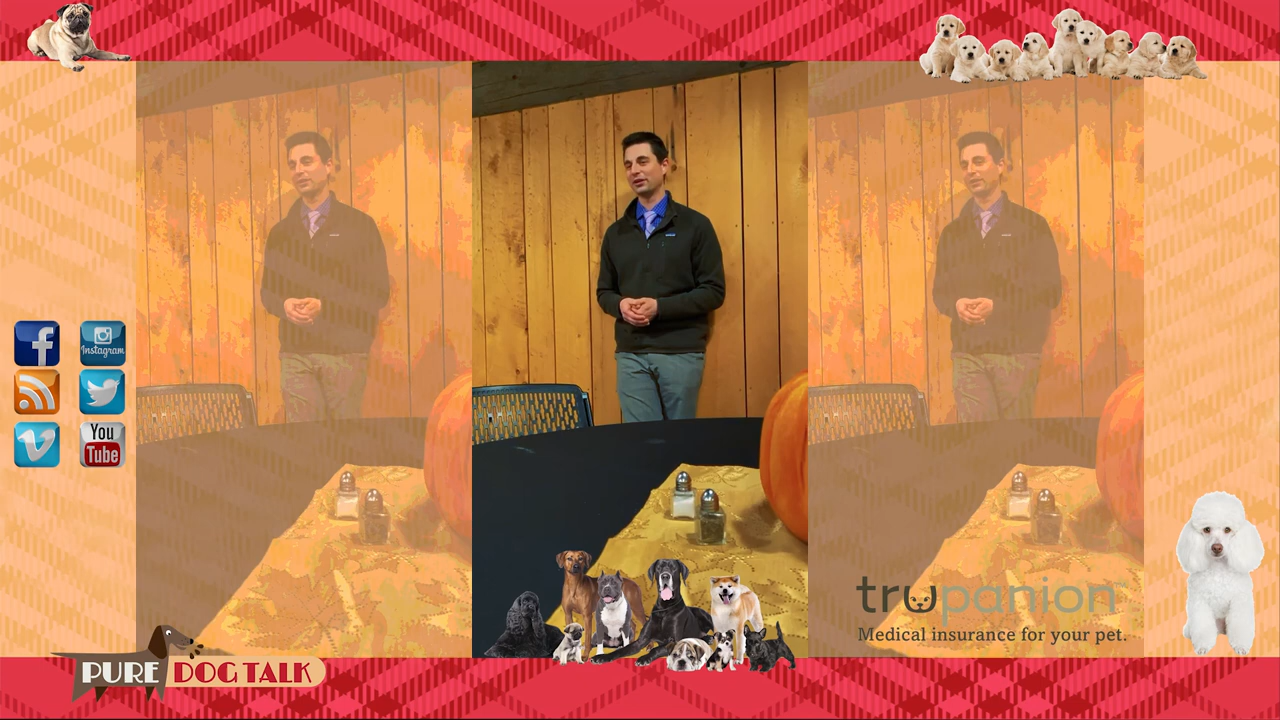 Instagram
You
Tube
trupanion
Medical insurance for your pet.
PURE DOG TALK